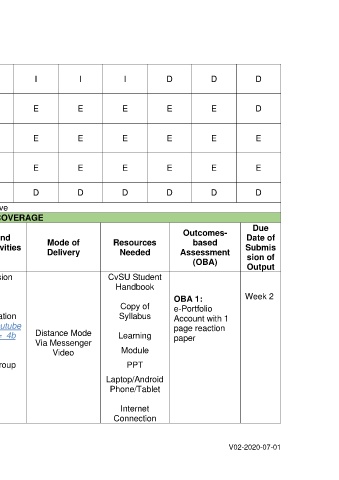 I I I D D D
E E E E E D
E E E E E E
E E E E E E
D D D D D D
ve
COVERAGE
nd
vities
Mode of
Delivery
Resources
Needed
Outcomes-
based
Assessment
(OBA)
Due
Date of
Submis
sion of
Output
sion
ation
utube
4b
roup
Distance Mode
Via Messenger
Video
CvSU Student
Handbook
Copy of
Syllabus
Learning
Module
PPT
Laptop/Android
Phone/Tablet
Internet
Connection
OBA 1:
e-Portfolio
Account with 1
page reaction
paper
Week 2
V02-2020-07-01